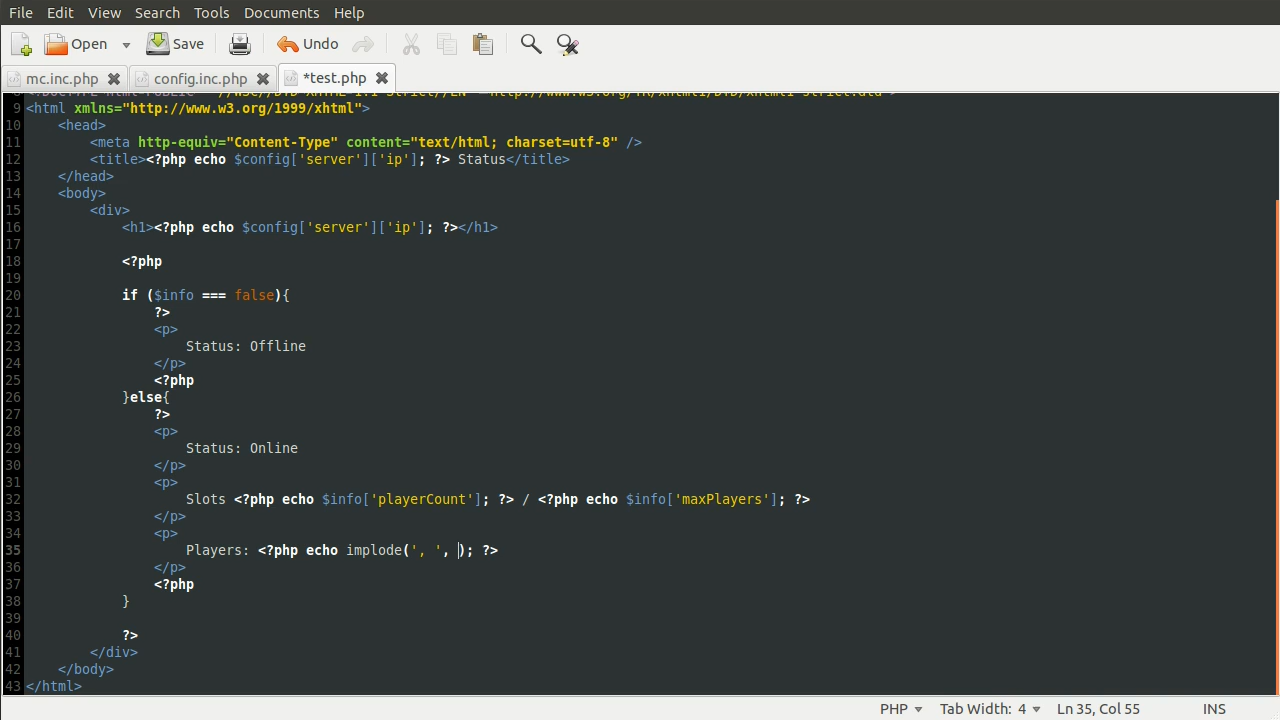 File Edit View Search Tools Documents Help
Open Save Undo
mc.inc.php config.inc.php *test.php
9 <html xmlns="http://www.w3.org/1999/xhtml">
10 <head>
11 <meta http-equiv="Content-Type" content="text/html; charset=utf-8" />
12 <title><?php echo $config['server']['ip']; ?> Status</title>
13 </head>
14 <body>
15 <div>
16 <h1><?php echo $config['server']['ip']; ?></h1>
17
18 <?php
19
20 if ($info === false){
21 ?>
22 <p>
23 Status: Offline
24 </p>
25 <?php
26 }else{
27 ?>
28 <p>
29 Status: Online
30 </p>
31 <p>
32 Slots <?php echo $info['playerCount']; ?> / <?php echo $info['maxPlayers']; ?>
33 </p>
34 <p>
35 Players: <?php echo implode(', ', ); ?>
36 </p>
37 <?php
38 }
39
40 ?>
41 </div>
42 </body>
43 </html>
PHP Tab Width: 4 Ln 35, Col 55 INS